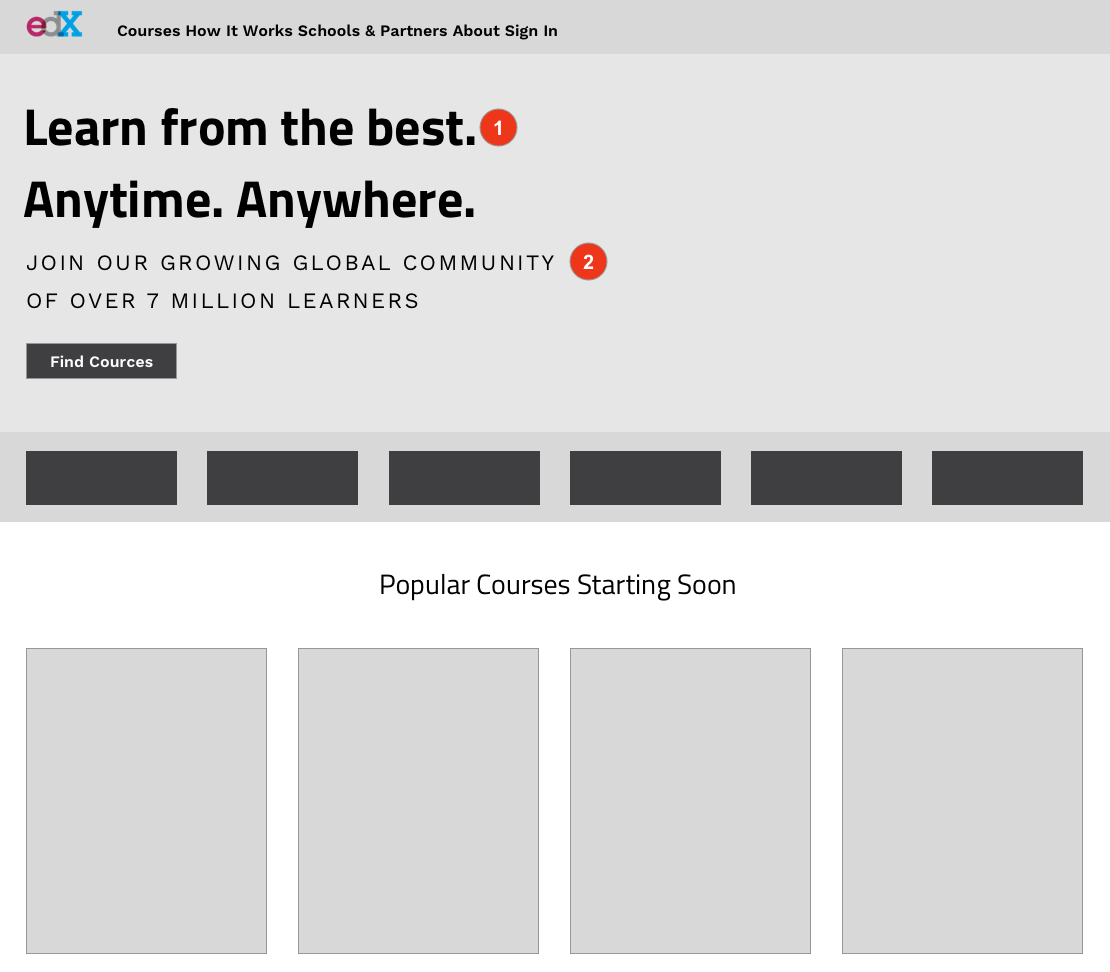 edX
Courses How It Works Schools & Partners About Sign In
Learn from the best.
1
Anytime. Anywhere.
JOIN OUR GROWING GLOBAL COMMUNITY
2
OF OVER 7 MILLION LEARNERS
Find Cources
Popular Courses Starting Soon